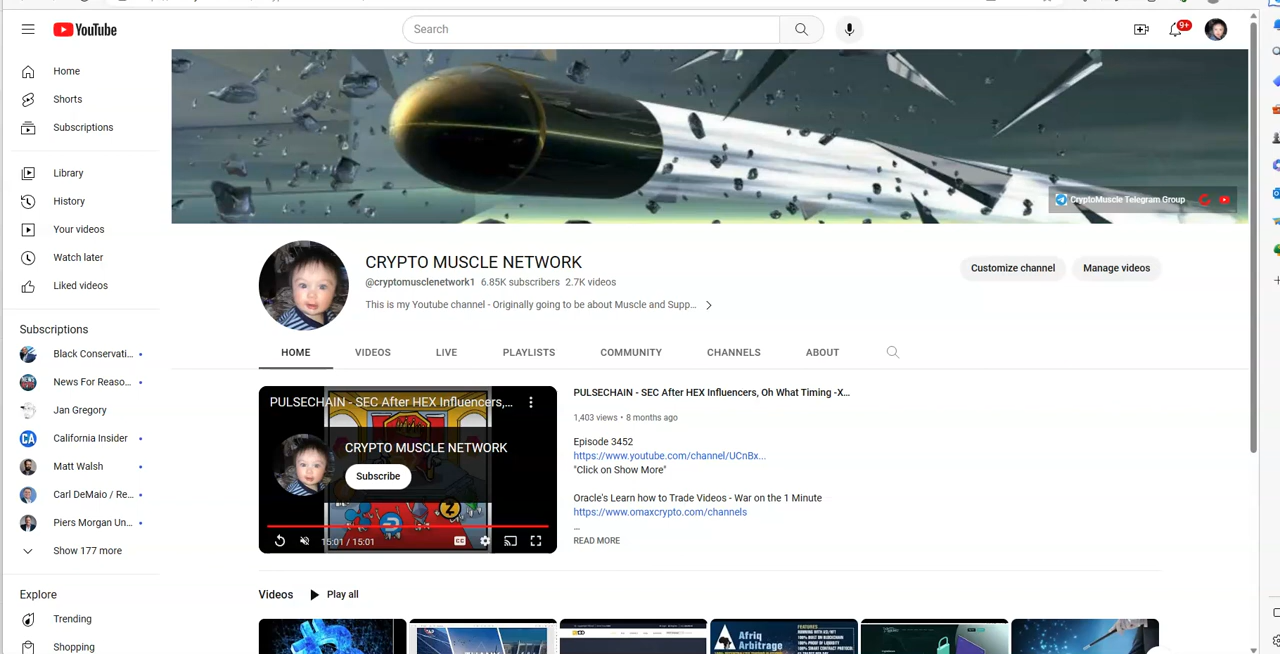 YouTube
Search
9+
Home
Shorts
Subscriptions
Library
History
Your videos
Watch later
Liked videos
Subscriptions
Black Conservati...
News For Reaso...
Jan Gregory
CA
California Insider
Matt Walsh
Carl DeMaio / Re...
Piers Morgan Un...
Show 177 more
Explore
Trending
Shopping
CryptoMuscle Telegram Group
CRYPTO MUSCLE NETWORK
@cryptomusclenetwork1 6.85K subscribers 2.7K videos
This is my Youtube channel - Originally going to be about Muscle and Supp...
Customize channel
Manage videos
HOME
VIDEOS
LIVE
PLAYLISTS
COMMUNITY
CHANNELS
ABOUT
PULSECHAIN - SEC After HEX Influencers,...
CRYPTO MUSCLE NETWORK
Subscribe
15:01 / 15:01
CC
PULSECHAIN - SEC After HEX Influencers, Oh What Timing -X...
1,403 views • 8 months ago
Episode 3452
https://www.youtube.com/channel/UCnBx...
"Click on Show More"
Oracle's Learn how to Trade Videos - War on the 1 Minute
https://www.omaxcrypto.com/channels
...
READ MORE
Videos
Play all
Afriq
Arbitrage
FEATURES